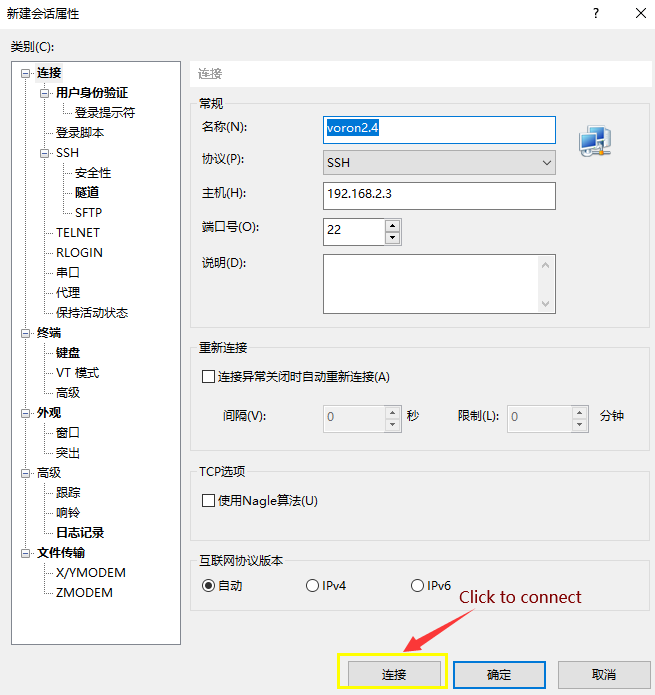 新建会话属性
类别(C):
连接
用户身份验证
登录提示符
登录脚本
SSH
安全性
隧道
SFTP
TELNET
RLOGIN
串口
代理
保持活动状态
终端
键盘
VT 模式
高级
外观
窗口
突出
高级
跟踪
响铃
日志记录
文件传输
X/YMODEM
ZMODEM
连接
常规
名称(N): voron2.4
协议(P): SSH
主机(H): 192.168.2.3
端口号(O): 22
说明(D):
重新连接
连接异常关闭时自动重新连接(A)
间隔(V): 0 秒 限制(L): 0 分钟
TCP选项
使用Nagle算法(U)
互联网协议版本
自动 IPv4 IPv6
Click to connect
连接 确定 取消